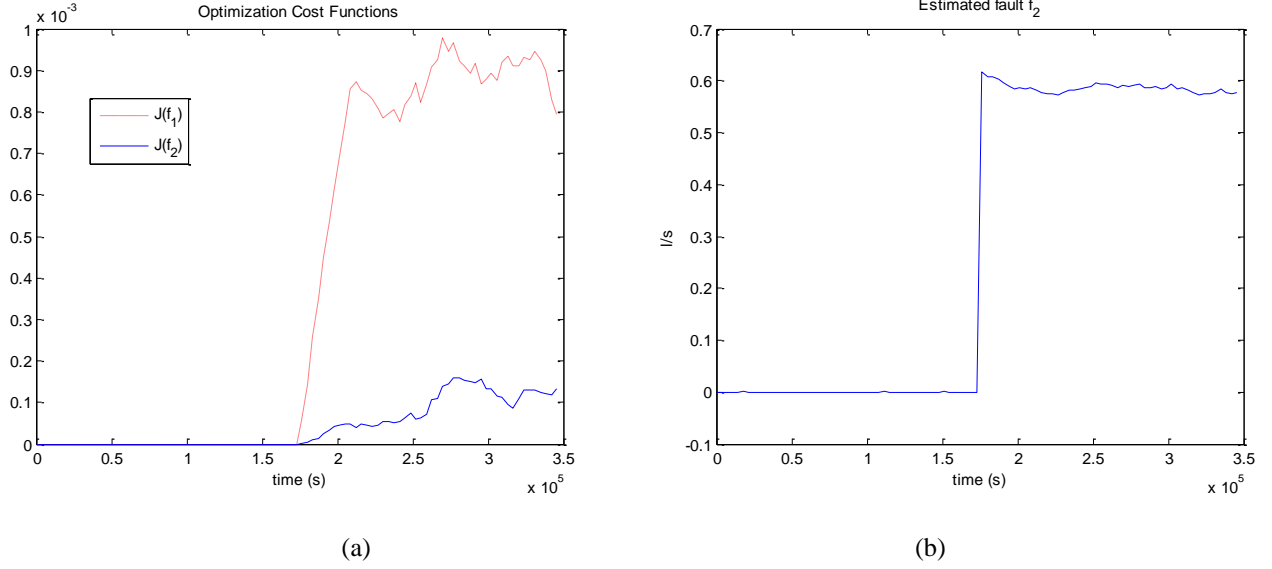 Optimization Cost Functions
x 10^-3
1
0.9
0.8
0.7
0.6
0.5
0.4
0.3
0.2
0.1
0
J(f_1)
J(f_2)
0 0.5 1 1.5 2 2.5 3 3.5
time (s)
x 10^5
(a)
Estimated fault f_2
0.7
0.6
0.5
0.4
0.3
0.2
0.1
0
-0.1
l/s
0 0.5 1 1.5 2 2.5 3 3.5
time (s)
x 10^5
(b)